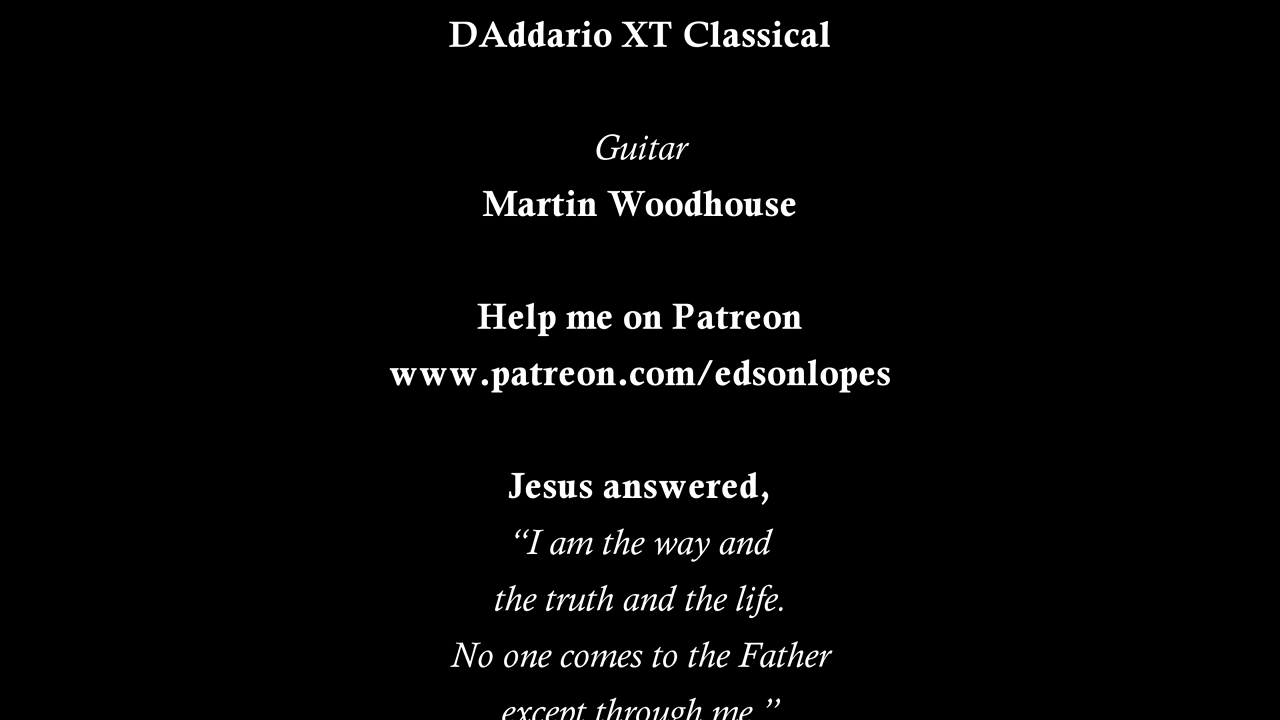 DAddario XT Classical
Guitar
Martin Woodhouse
Help me on Patreon
www.patreon.com/edsonlopes
Jesus answered,
“I am the way and
the truth and the life.
No one comes to the Father
except through me.”